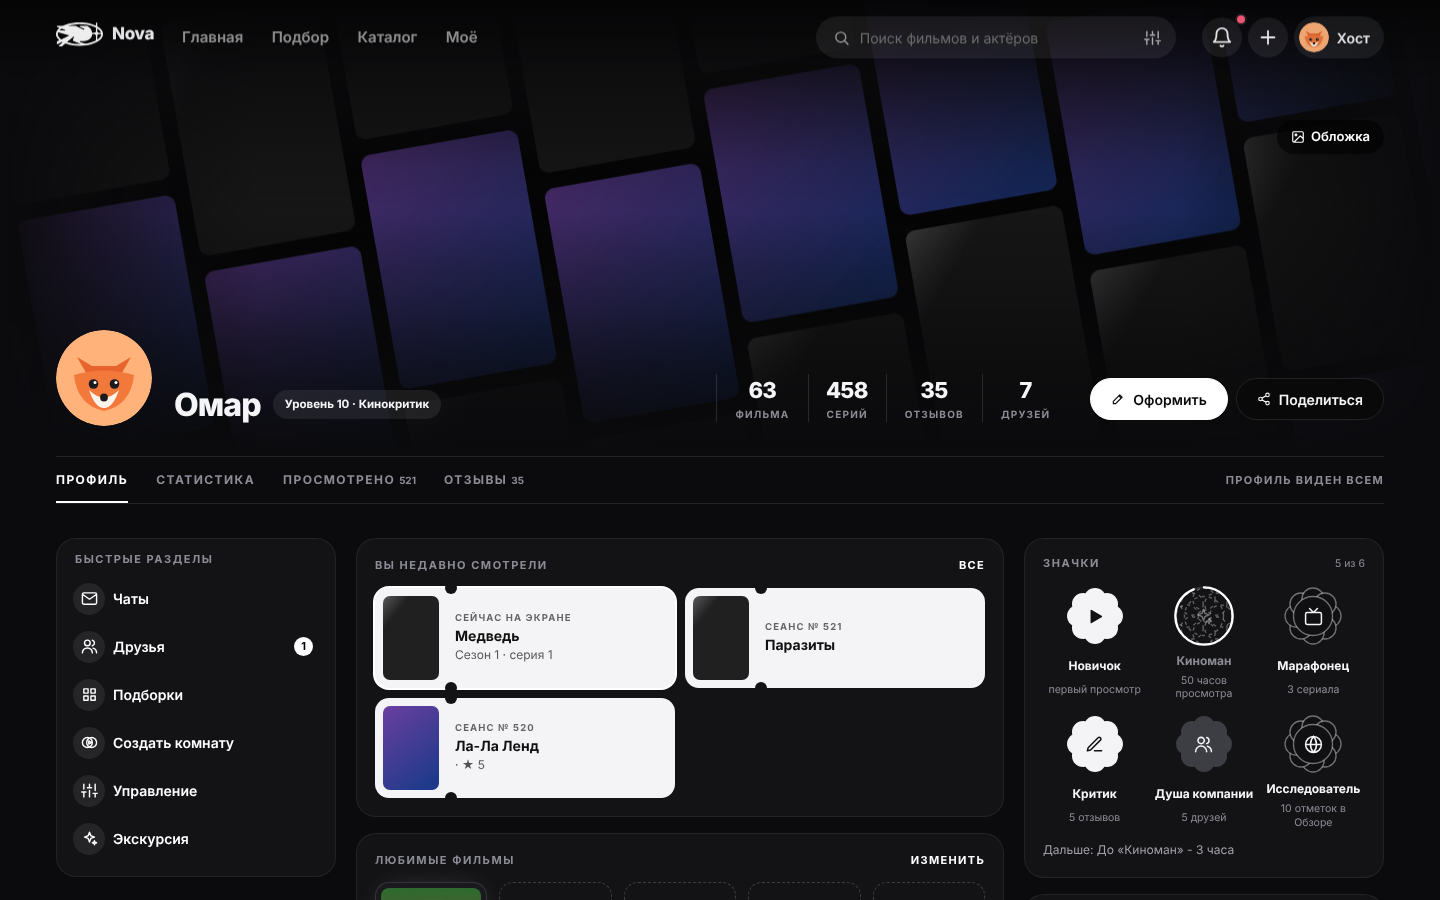 Nova
Главная
Подбор
Каталог
Моё
Поиск фильмов и актёров
Хост
Обложка
Омар
Уровень 10 · Кинокритик
63
ФИЛЬМА
458
СЕРИЙ
35
ОТЗЫВОВ
7
ДРУЗЕЙ
Оформить
Поделиться
ПРОФИЛЬ
СТАТИСТИКА
ПРОСМОТРЕНО 521
ОТЗЫВЫ 35
ПРОФИЛЬ ВИДЕН ВСЕМ
БЫСТРЫЕ РАЗДЕЛЫ
Чаты
Друзья
1
Подборки
Создать комнату
Управление
Экскурсия
ВЫ НЕДАВНО СМОТРЕЛИ
ВСЕ
СЕЙЧАС НА ЭКРАНЕ
Медведь
Сезон 1 · серия 1
СЕАНС № 521
Паразиты
СЕАНС № 520
Ла-Ла Ленд
· ★ 5
ЛЮБИМЫЕ ФИЛЬМЫ
ИЗМЕНИТЬ
ЗНАЧКИ
5 из 6
Новичок
первый просмотр
Киноман
50 часов
просмотра
Марафонец
3 сериала
Критик
5 отзывов
Душа компании
5 друзей
Исследователь
10 отметок в
Обзоре
Дальше: До «Киноман» - 3 часа